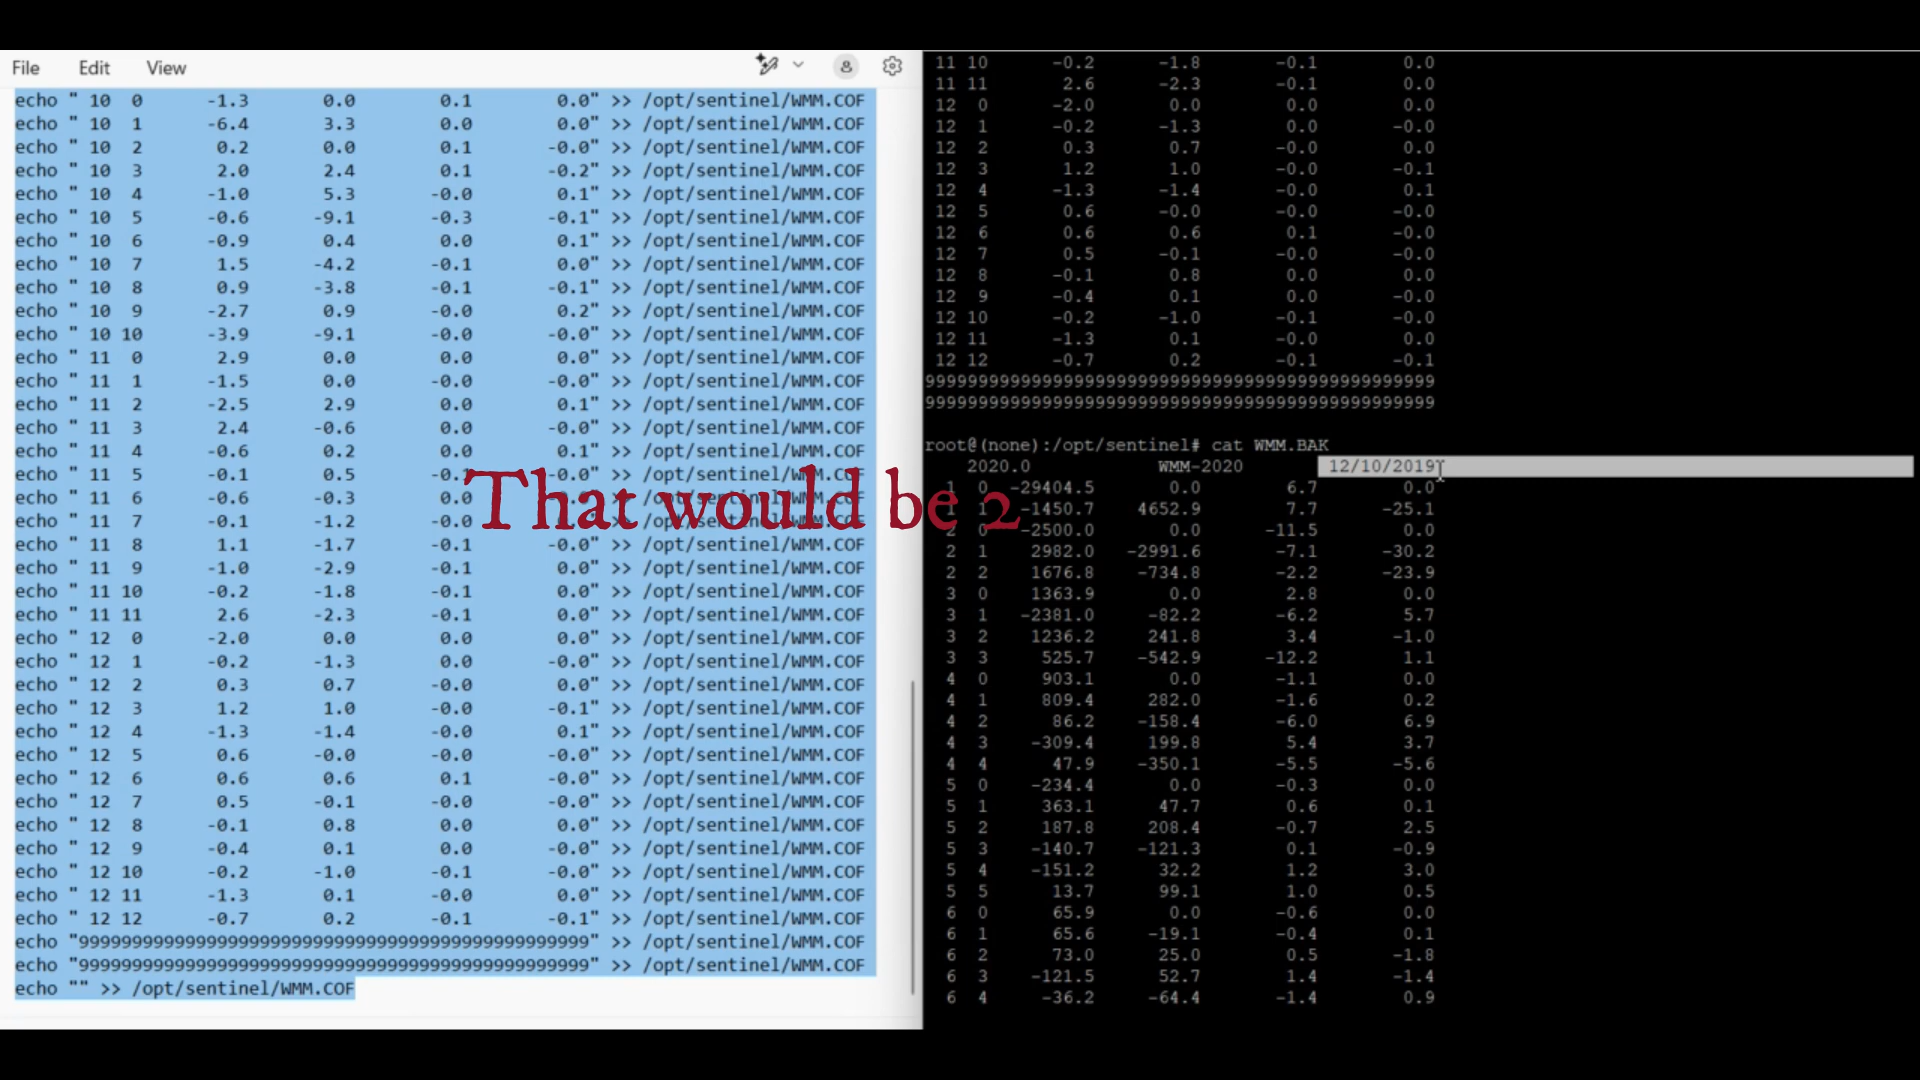 File Edit View
echo " 10  0      -1.3       0.0        0.1        0.0" >> /opt/sentinel/WMM.COF
echo " 10  1      -6.4       3.3        0.0        0.0" >> /opt/sentinel/WMM.COF
echo " 10  2       0.2       0.0        0.1       -0.0" >> /opt/sentinel/WMM.COF
echo " 10  3       2.0       2.4        0.1       -0.2" >> /opt/sentinel/WMM.COF
echo " 10  4      -1.0       5.3       -0.0        0.1" >> /opt/sentinel/WMM.COF
echo " 10  5      -0.6      -9.1       -0.3       -0.1" >> /opt/sentinel/WMM.COF
echo " 10  6      -0.9       0.4        0.0        0.1" >> /opt/sentinel/WMM.COF
echo " 10  7       1.5      -4.2       -0.1        0.0" >> /opt/sentinel/WMM.COF
echo " 10  8       0.9      -3.8       -0.1       -0.1" >> /opt/sentinel/WMM.COF
echo " 10  9      -2.7       0.9       -0.0        0.2" >> /opt/sentinel/WMM.COF
echo " 10 10      -3.9      -9.1       -0.0       -0.0" >> /opt/sentinel/WMM.COF
echo " 11  0       2.9       0.0        0.0        0.0" >> /opt/sentinel/WMM.COF
echo " 11  1      -1.5       0.0       -0.0       -0.0" >> /opt/sentinel/WMM.COF
echo " 11  2      -2.5       2.9        0.0        0.1" >> /opt/sentinel/WMM.COF
echo " 11  3       2.4      -0.6        0.0       -0.0" >> /opt/sentinel/WMM.COF
echo " 11  4      -0.6       0.2        0.0        0.1" >> /opt/sentinel/WMM.COF
echo " 11  5      -0.1       0.5       -0.1       -0.0" >> /opt/sentinel/WMM.COF
echo " 11  6      -0.6      -0.3        0.0 >> /opt/sentinel/WMM.COF
echo " 11  7      -0.1      -1.2       -0.0 /opt/sentinel/WMM.COF
echo " 11  8       1.1      -1.7       -0.1       -0.0" >> /opt/sentinel/WMM.COF
echo " 11  9      -1.0      -2.9       -0.1        0.0" >> /opt/sentinel/WMM.COF
echo " 11 10      -0.2      -1.8       -0.1        0.0" >> /opt/sentinel/WMM.COF
echo " 11 11       2.6      -2.3       -0.1        0.0" >> /opt/sentinel/WMM.COF
echo " 12  0      -2.0       0.0        0.0        0.0" >> /opt/sentinel/WMM.COF
echo " 12  1      -0.2      -1.3        0.0       -0.0" >> /opt/sentinel/WMM.COF
echo " 12  2       0.3       0.7       -0.0        0.0" >> /opt/sentinel/WMM.COF
echo " 12  3       1.2       1.0       -0.0       -0.1" >> /opt/sentinel/WMM.COF
echo " 12  4      -1.3      -1.4       -0.0        0.1" >> /opt/sentinel/WMM.COF
echo " 12  5       0.6      -0.0       -0.0       -0.0" >> /opt/sentinel/WMM.COF
echo " 12  6       0.6       0.6        0.1       -0.0" >> /opt/sentinel/WMM.COF
echo " 12  7       0.5      -0.1       -0.0       -0.0" >> /opt/sentinel/WMM.COF
echo " 12  8      -0.1       0.8        0.0        0.0" >> /opt/sentinel/WMM.COF
echo " 12  9      -0.4       0.1        0.0       -0.0" >> /opt/sentinel/WMM.COF
echo " 12 10      -0.2      -1.0       -0.1       -0.0" >> /opt/sentinel/WMM.COF
echo " 12 11      -1.3       0.1       -0.0        0.0" >> /opt/sentinel/WMM.COF
echo " 12 12      -0.7       0.2       -0.1       -0.1" >> /opt/sentinel/WMM.COF
echo "999999999999999999999999999999999999999999999999" >> /opt/sentinel/WMM.COF
echo "999999999999999999999999999999999999999999999999" >> /opt/sentinel/WMM.COF
echo "" >> /opt/sentinel/WMM.COF
That would be 2
11 10      -0.2      -1.8       -0.1        0.0
11 11       2.6      -2.3       -0.1        0.0
12  0      -2.0       0.0        0.0        0.0
12  1      -0.2      -1.3        0.0       -0.0
12  2       0.3       0.7       -0.0        0.0
12  3       1.2       1.0       -0.0       -0.1
12  4      -1.3      -1.4       -0.0        0.1
12  5       0.6      -0.0       -0.0       -0.0
12  6       0.6       0.6        0.1       -0.0
12  7       0.5      -0.1       -0.0       -0.0
12  8      -0.1       0.8        0.0        0.0
12  9      -0.4       0.1        0.0       -0.0
12 10      -0.2      -1.0       -0.1       -0.0
12 11      -1.3       0.1       -0.0        0.0
12 12      -0.7       0.2       -0.1       -0.1
999999999999999999999999999999999999999999999999
999999999999999999999999999999999999999999999999
root@(none):/opt/sentinel# cat WMM.BAK
2020.0            WMM-2020        12/10/2019
1  0  -29404.5       0.0        6.7        0.0
1   -1450.7    4652.9        7.7      -25.1
2  0   -2500.0       0.0      -11.5        0.0
2  1    2982.0   -2991.6       -7.1      -30.2
2  2    1676.8    -734.8       -2.2      -23.9
3  0    1363.9       0.0        2.8        0.0
3  1   -2381.0     -82.2       -6.2        5.7
3  2    1236.2     241.8        3.4       -1.0
3  3     525.7    -542.9      -12.2        1.1
4  0     903.1       0.0       -1.1        0.0
4  1     809.4     282.0       -1.6        0.2
4  2      86.2    -158.4       -6.0        6.9
4  3    -309.4     199.8        5.4        3.7
4  4      47.9    -350.1       -5.5       -5.6
5  0    -234.4       0.0       -0.3        0.0
5  1     363.1      47.7        0.6        0.1
5  2     187.8     208.4       -0.7        2.5
5  3    -140.7    -121.3        0.1       -0.9
5  4    -151.2      32.2        1.2        3.0
5  5      13.7      99.1        1.0        0.5
6  0      65.9       0.0       -0.6        0.0
6  1      65.6     -19.1       -0.4        0.1
6  2      73.0      25.0        0.5       -1.8
6  3    -121.5      52.7        1.4       -1.4
6  4     -36.2     -64.4       -1.4        0.9